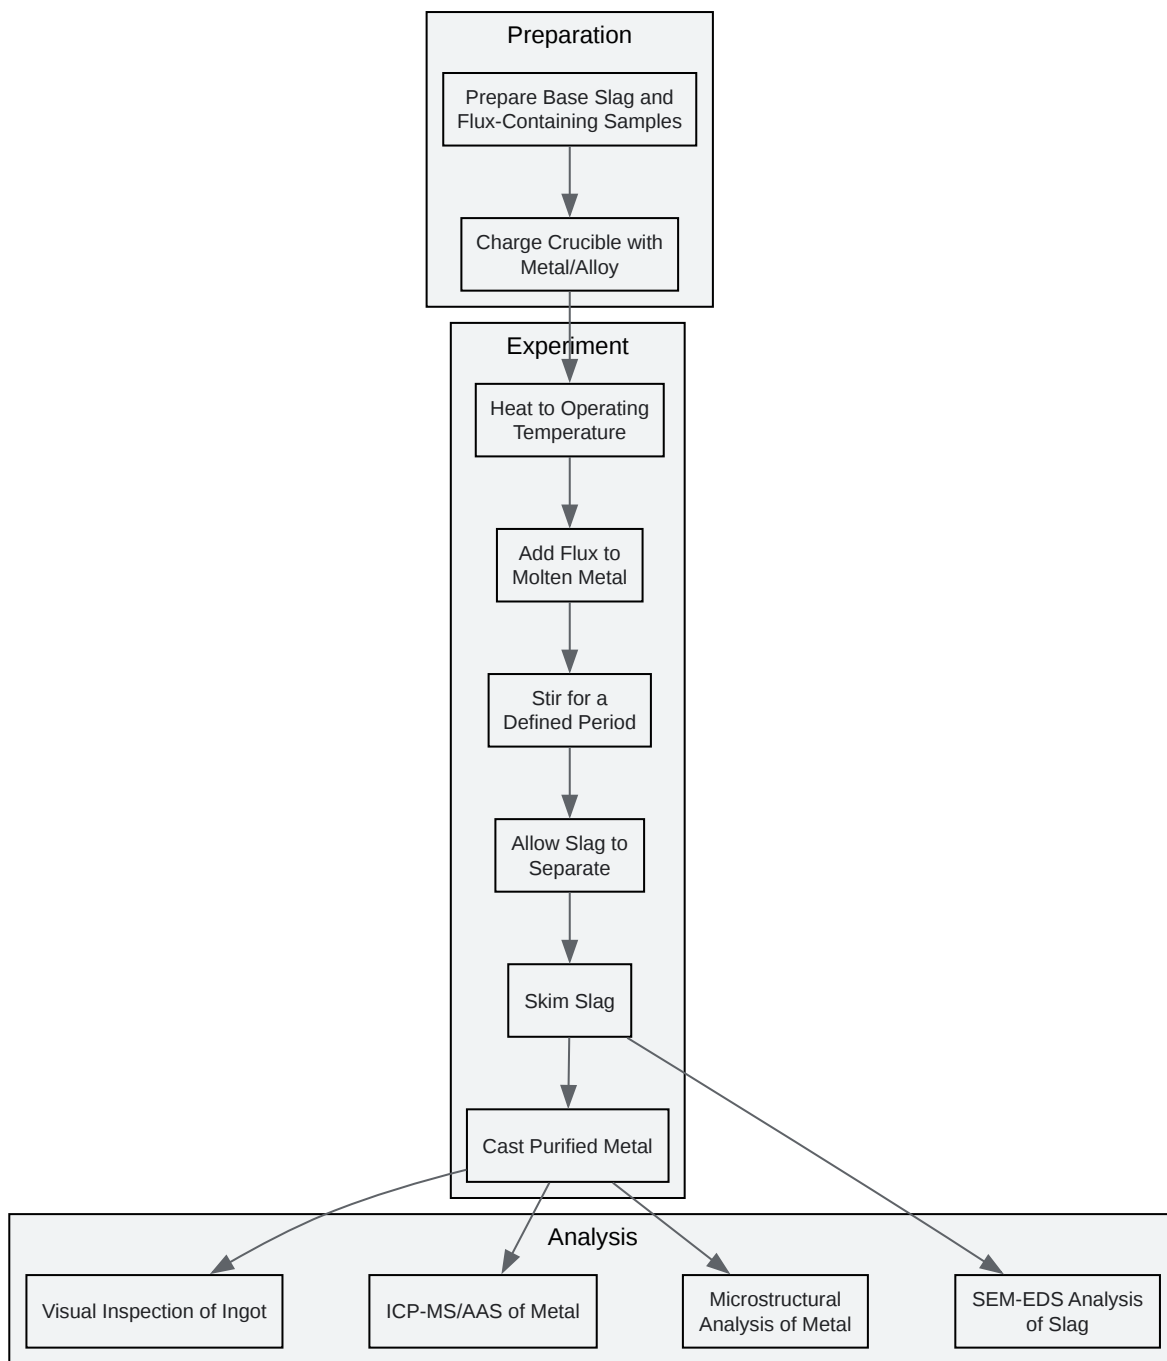 Preparation
Prepare Base Slag and
Flux-Containing Samples
Charge Crucible with
Metal/Alloy
Experiment
Heat to Operating
Temperature
Add Flux to
Molten Metal
Stir for a
Defined Period
Allow Slag to
Separate
Skim Slag
Cast Purified Metal
Analysis
Visual Inspection of Ingot
ICP-MS/AAS of Metal
Microstructural
Analysis of Metal
SEM-EDS Analysis
of Slag